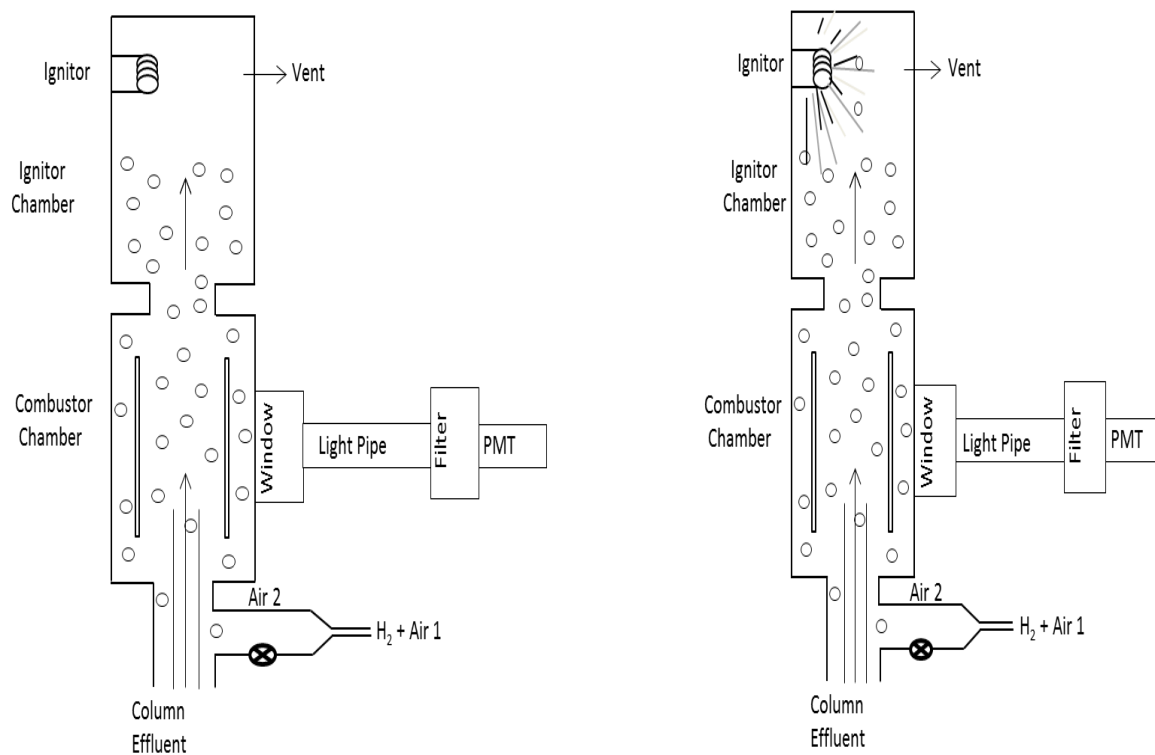 Ignitor
Vent
Ignitor
Chamber
Combustor
Chamber
Window
Light Pipe
Filter
PMT
Air 2
H₂ + Air 1
Column
Effluent
Ignitor
Vent
Ignitor
Chamber
Combustor
Chamber
Window
Light Pipe
Filter
PMT
Air 2
H₂ + Air 1
Column
Effluent